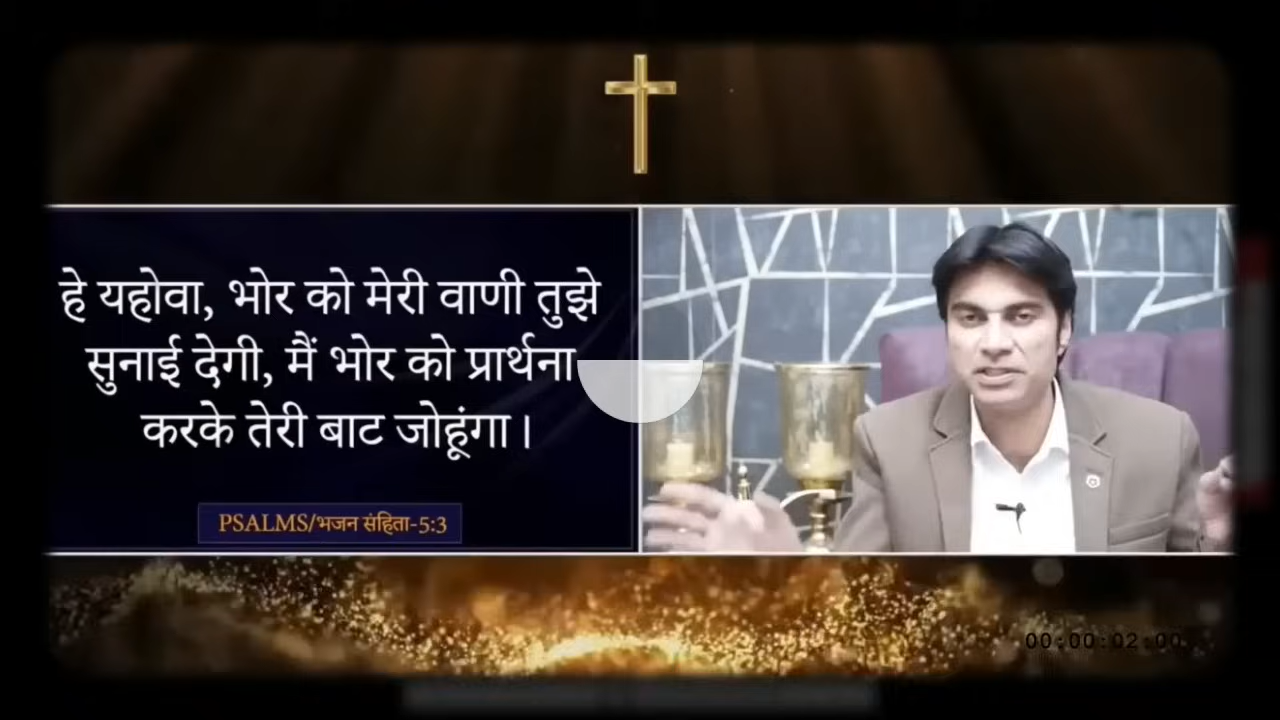 हे यहोवा, भोर को मेरी वाणी तुझे
सुनाई देगी, मैं भोर को प्रार्थना
करके तेरी बाट जोहूंगा।
PSALMS/भजन संहिता-5:3
00:00:02:00